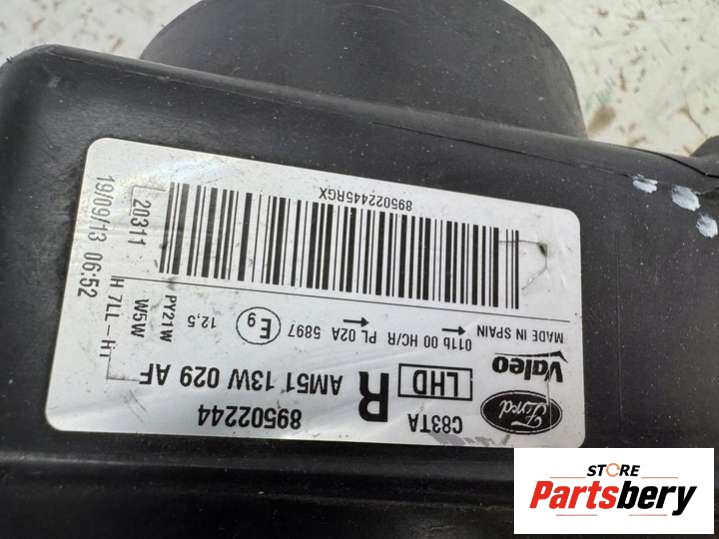 C83TA
89502244
Ford
LHD
R
AM51 13W 029 AF
Valeo
H 7LL-HT
011b 00 HC/R PL 02A 5897
E9
12,5
PY21W
W5W
MADE IN SPAIN
20311
19/09/13 06:52
89502245RGX
STORE
Partsbery